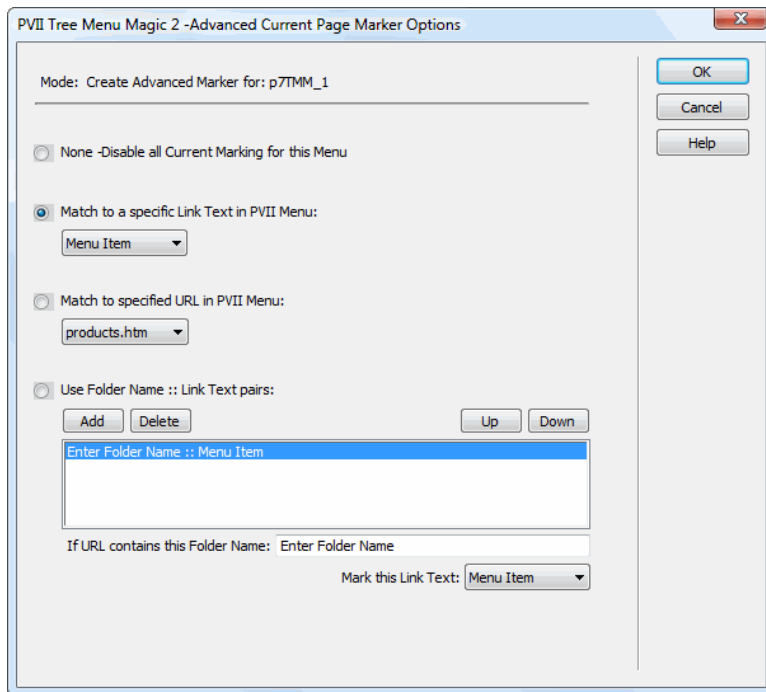 PVII Tree Menu Magic 2 -Advanced Current Page Marker Options
Mode: Create Advanced Marker for: p7TMM_1
OK
Cancel
Help
None -Disable all Current Marking for this Menu
Match to a specific Link Text in PVII Menu:
Menu Item
Match to specified URL in PVII Menu:
products.htm
Use Folder Name :: Link Text pairs:
Add Delete Up Down
Enter Folder Name :: Menu Item
If URL contains this Folder Name: Enter Folder Name
Mark this Link Text: Menu Item